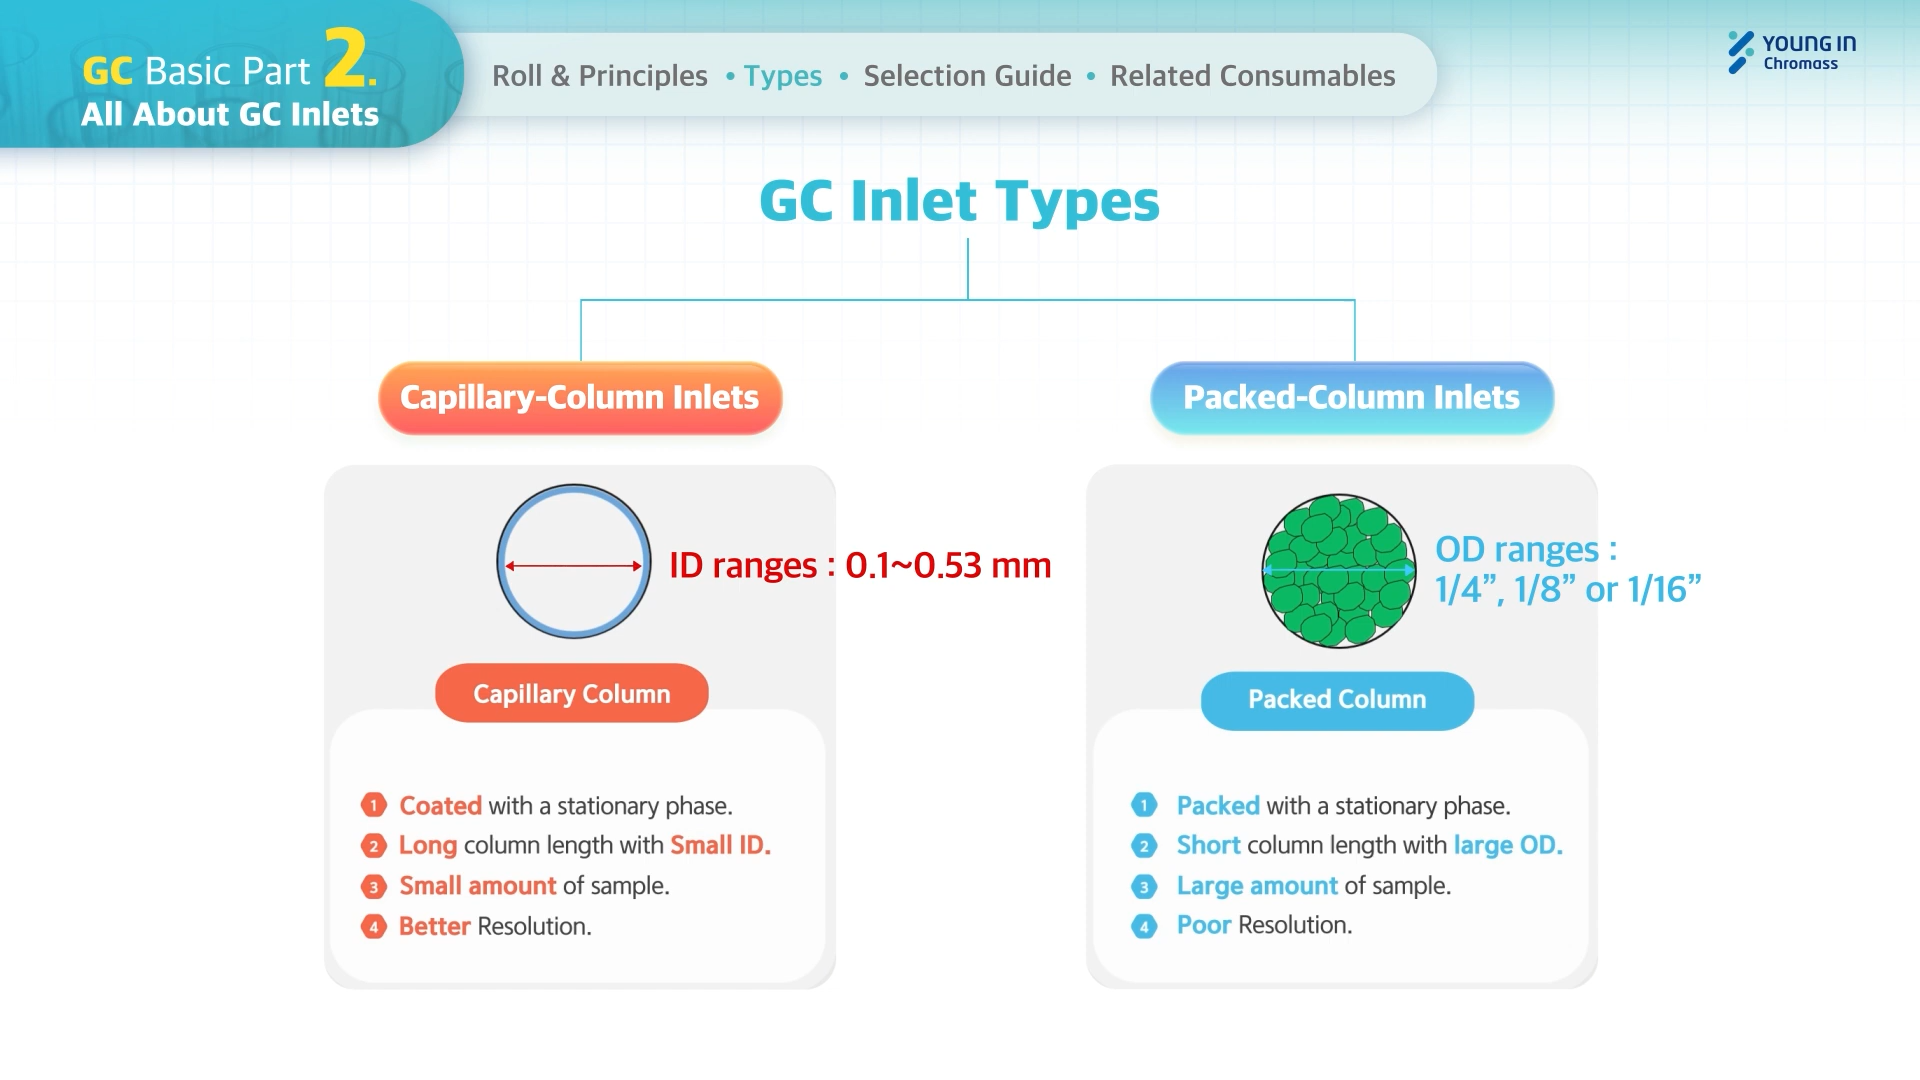 GC Basic Part 2.
All About GC Inlets
Roll & Principles • Types • Selection Guide • Related Consumables
YOUNG IN
Chromass
GC Inlet Types
Capillary-Column Inlets
ID ranges : 0.1~0.53 mm
Capillary Column
1 Coated with a stationary phase.
2 Long column length with Small ID.
3 Small amount of sample.
4 Better Resolution.
Packed-Column Inlets
OD ranges :
1/4”, 1/8” or 1/16”
Packed Column
1 Packed with a stationary phase.
2 Short column length with large OD.
3 Large amount of sample.
4 Poor Resolution.